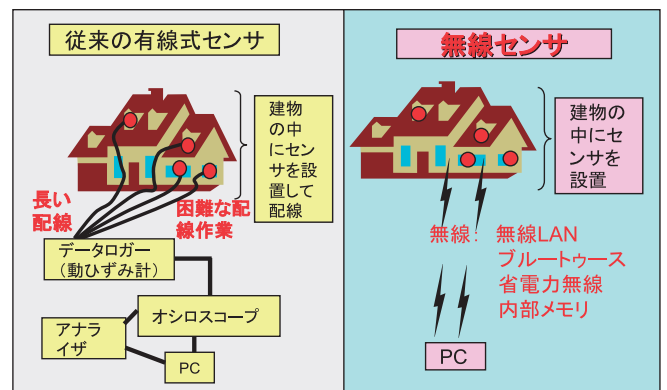 従来の有線式センサ
建物
の中
にセン
サを設
置して
配線
長い
配線
困難な配
線作業
データロガー
(動ひずみ計)
オシロスコープ
アナラ
イザ
PC
無線センサ
建物の
中にセ
ンサを
設置
無線: 無線LAN
ブルートゥース
省電力無線
内部メモリ
PC